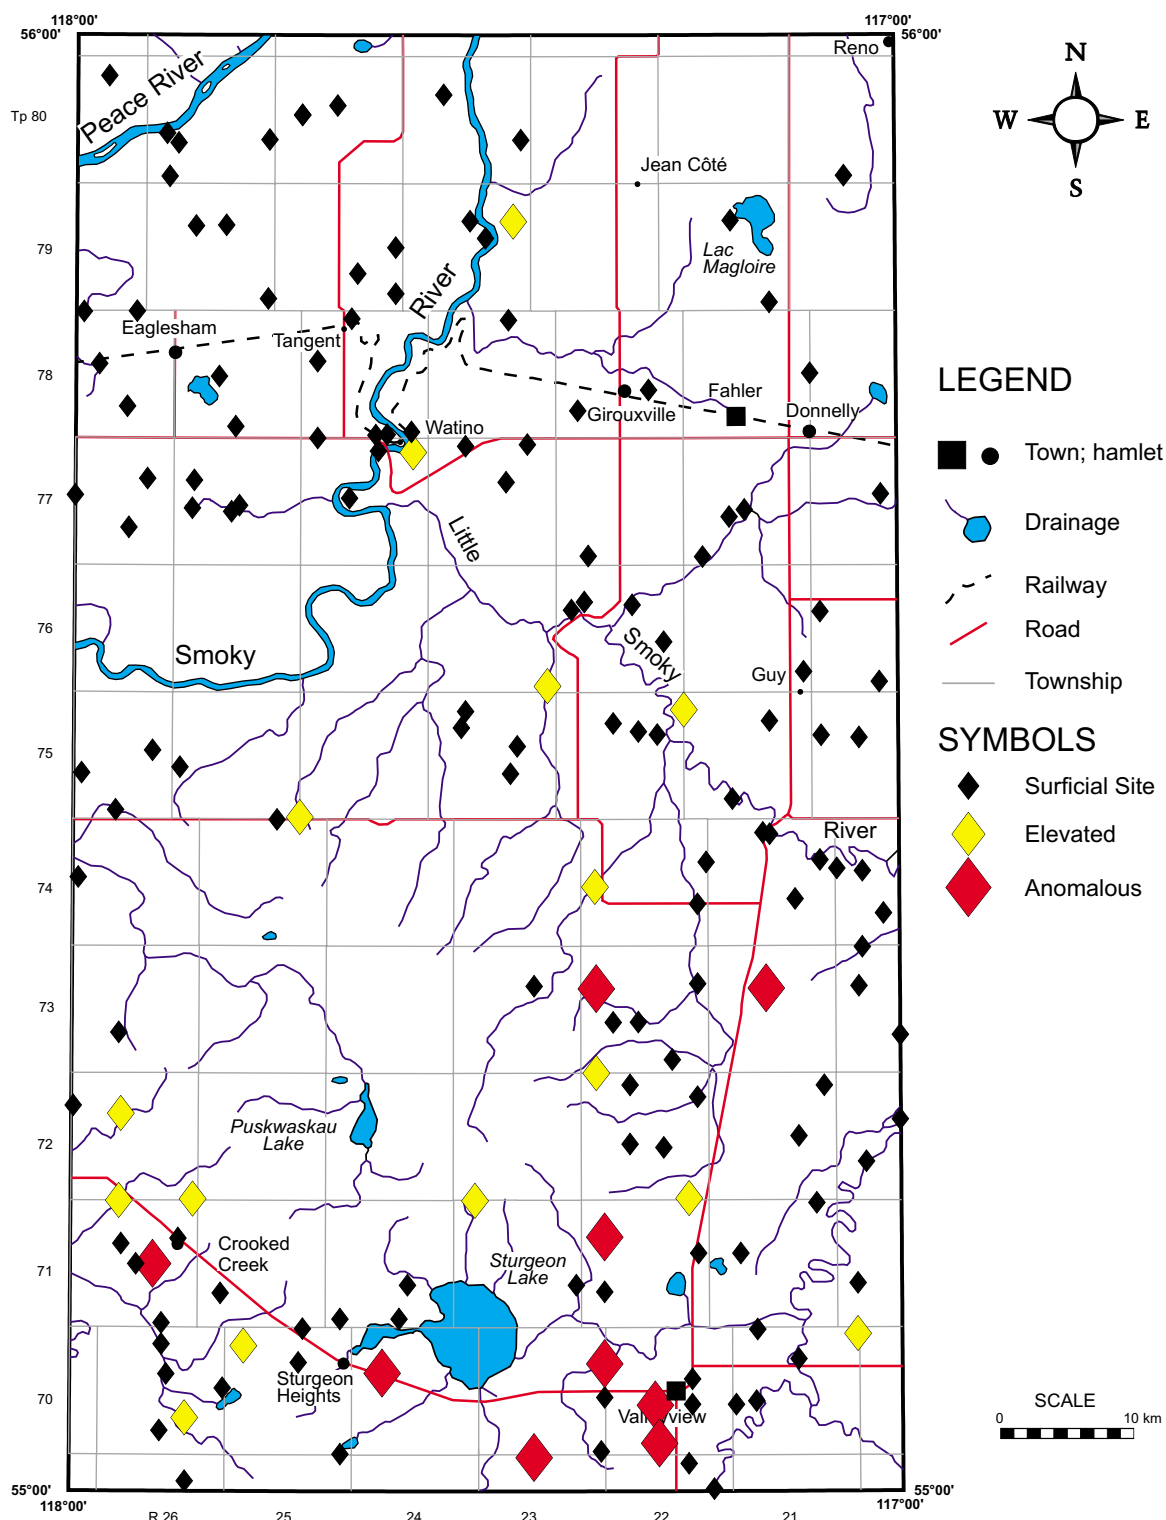 118°00'
117°00'
56°00'
56°00'
Reno
N
W
E
S
Peace River
Tp 80
Jean Côté
79
Lac
Magloire
River
Eaglesham
Tangent
78
Fahler
Girouxville
Donnelly
Watino
LEGEND
Town; hamlet
77
Little
Drainage
Railway
76
Smoky
Smoky
Road
Guy
Township
75
SYMBOLS
Surficial Site
River
Elevated
74
Anomalous
73
Puskwaskau
Lake
72
Crooked
Creek
Sturgeon
Lake
71
Sturgeon
Heights
70
Valleyview
SCALE
0
10 km
55°00'
55°00'
118°00'
117°00'
R 26
25
24
23
22
21